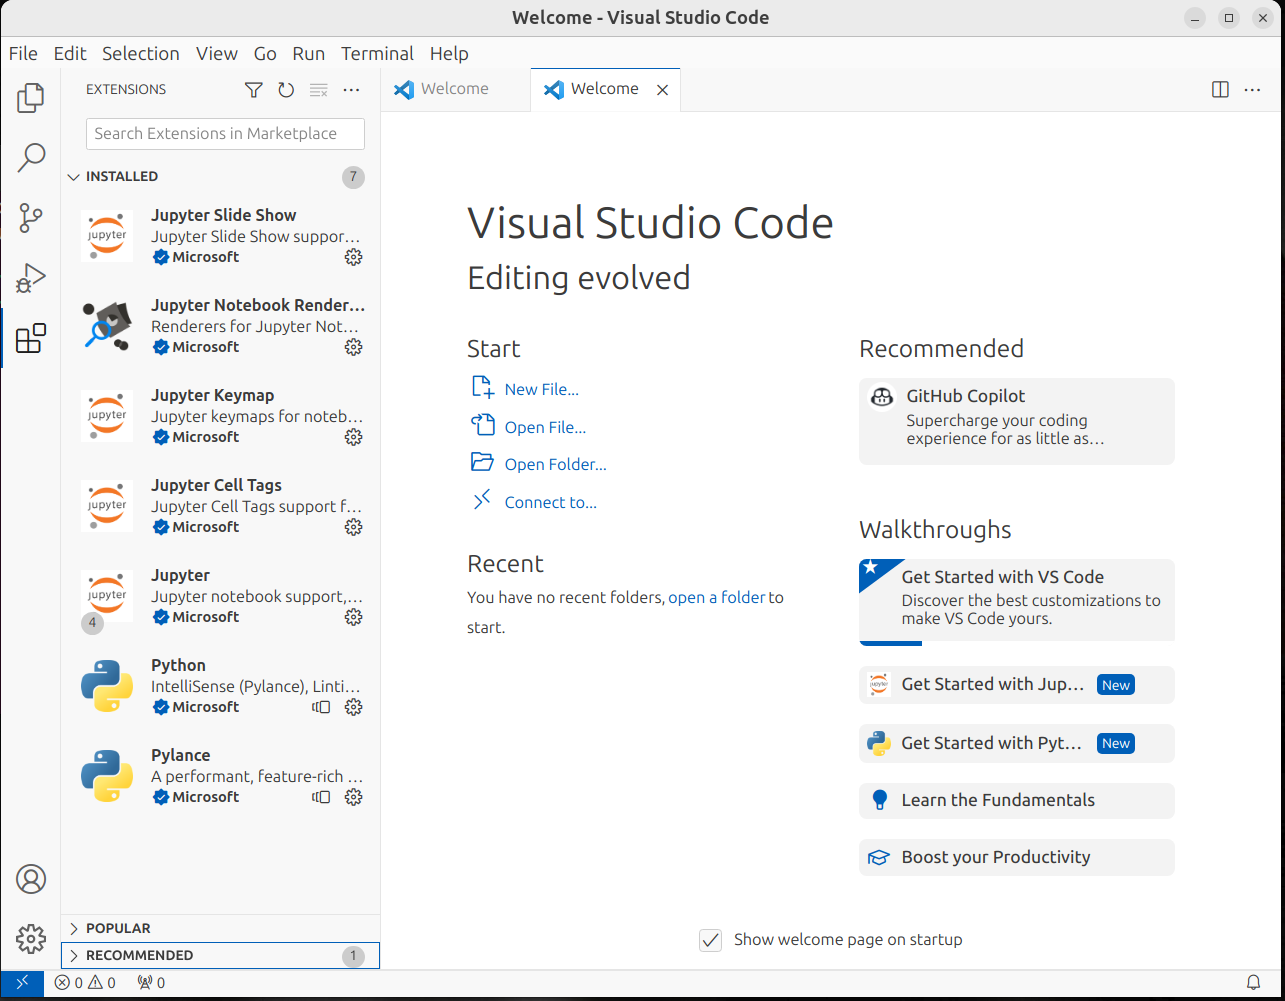 Welcome - Visual Studio Code
File Edit Selection View Go Run Terminal Help
EXTENSIONS
Search Extensions in Marketplace
INSTALLED 7
jupyter
Jupyter Slide Show
Jupyter Slide Show suppor…
Microsoft
Jupyter Notebook Render…
Renderers for Jupyter Not…
Microsoft
jupyter
Jupyter Keymap
Jupyter keymaps for noteb…
Microsoft
jupyter
Jupyter Cell Tags
Jupyter Cell Tags support f…
Microsoft
jupyter
4
Jupyter
Jupyter notebook support,…
Microsoft
Python
IntelliSense (Pylance), Linti…
Microsoft
Pylance
A performant, feature-rich …
Microsoft
POPULAR
RECOMMENDED 1
Welcome
Welcome
Visual Studio Code
Editing evolved
Start
New File...
Open File...
Open Folder...
Connect to...
Recent
You have no recent folders, open a folder to
start.
Recommended
GitHub Copilot
Supercharge your coding
experience for as little as…
Walkthroughs
Get Started with VS Code
Discover the best customizations to
make VS Code yours.
jupyter
Get Started with Jup… New
Get Started with Pyt… New
Learn the Fundamentals
Boost your Productivity
Show welcome page on startup
0 0 0